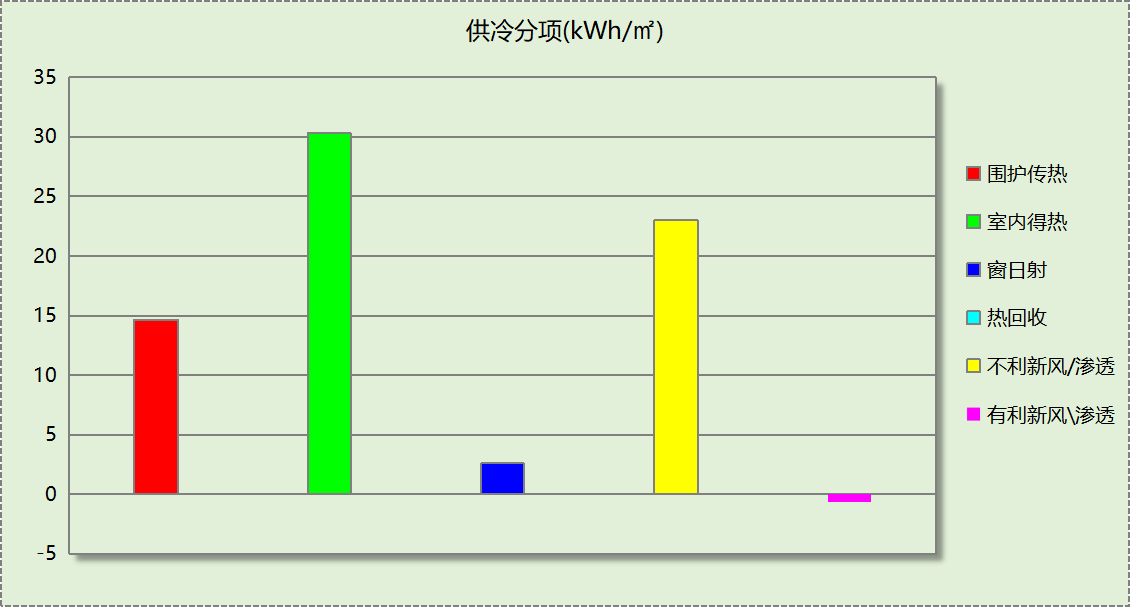 供冷分项(kWh/㎡)
35
30
25
20
15
10
5
0
-5
围护传热
室内得热
窗日射
热回收
不利新风/渗透
有利新风\渗透